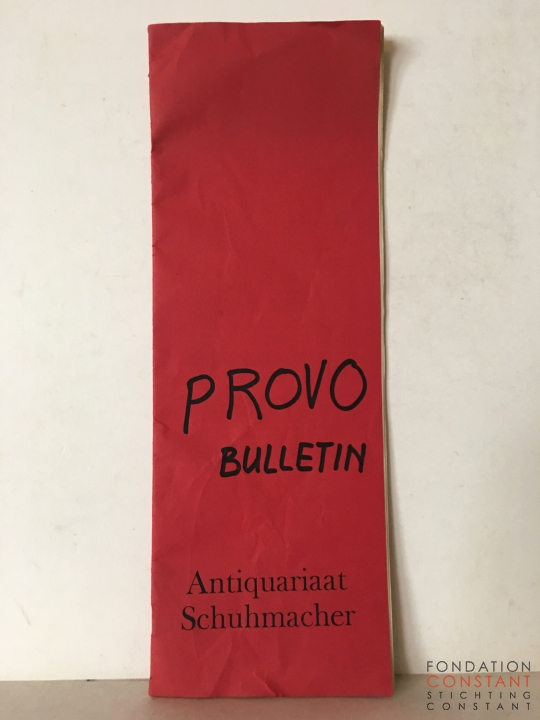 PROVO
BULLETIN
Antiquariaat
Schuhmacher
FONDATION
CONSTANT
STICHTING
CONSTANT